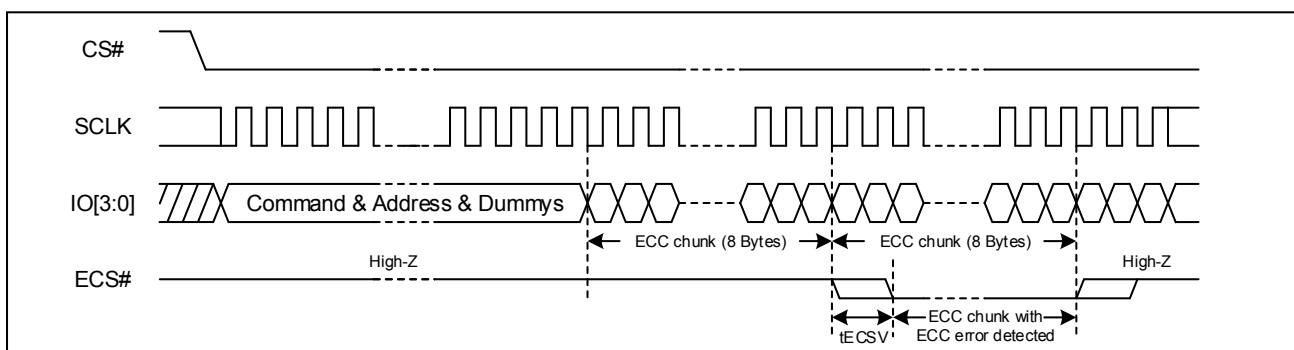 CS#
SCLK
IO[3:0]
Command & Address & Dummys
ECC chunk (8 Bytes)
ECC chunk (8 Bytes)
ECS#
High-Z
High-Z
tECSV
ECC chunk with
ECC error detected